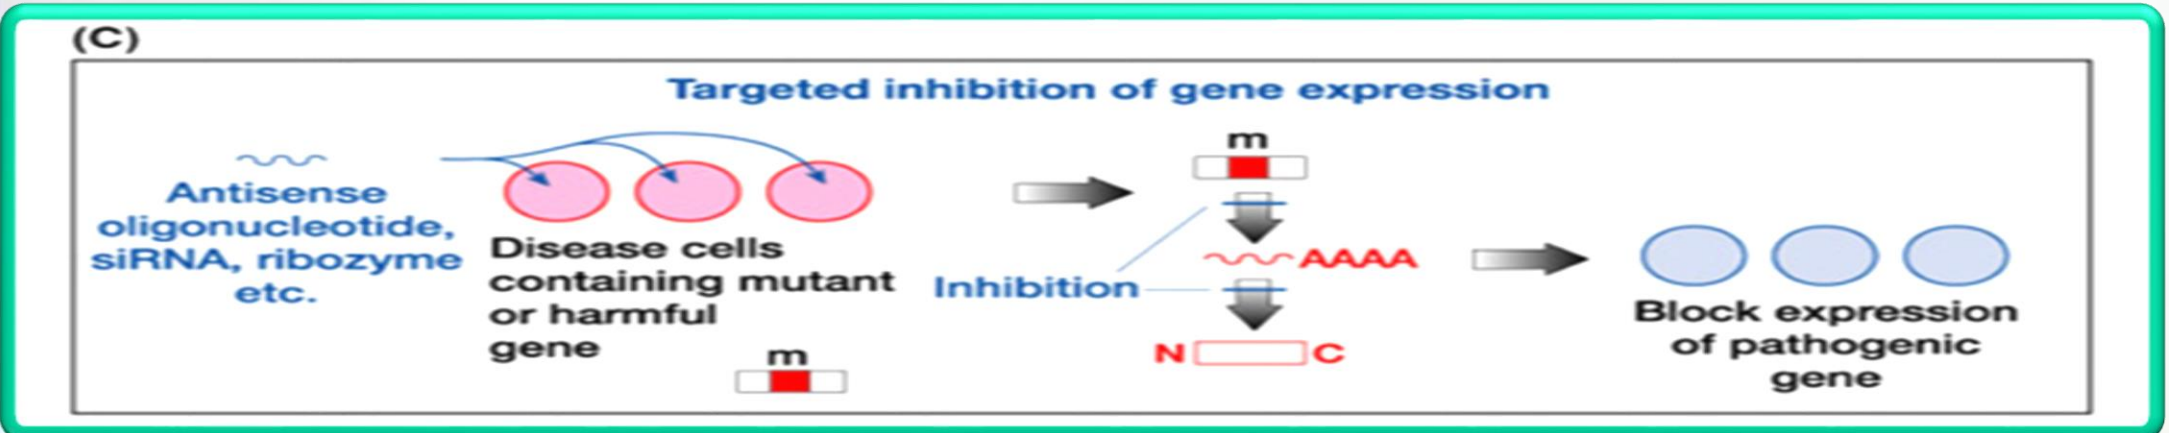 (C)
Targeted inhibition of gene expression
Antisense
oligonucleotide,
siRNA, ribozyme
etc.
Disease cells
containing mutant
or harmful
gene
m
m
Inhibition
AAAA
N
C
Block expression
of pathogenic
gene